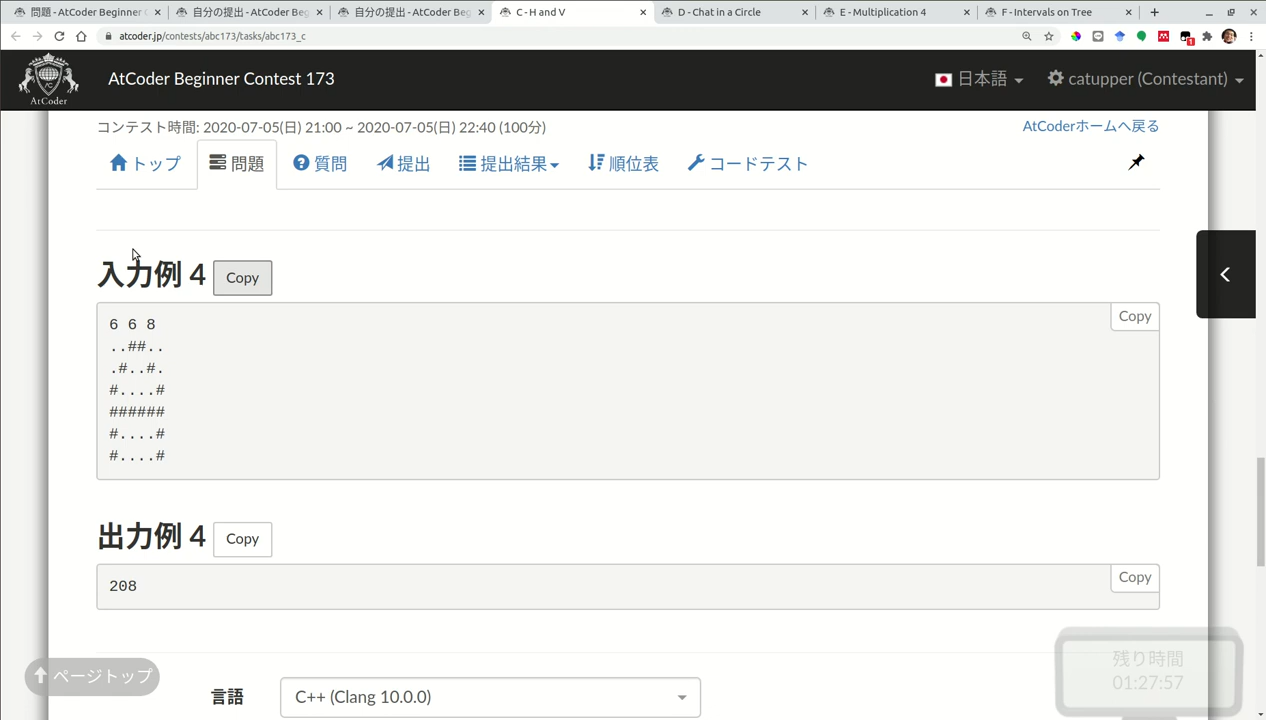 問題 - AtCoder Beginner C
自分の提出 - AtCoder Beg
自分の提出 - AtCoder Beg
C - H and V
D - Chat in a Circle
E - Multiplication 4
F - Intervals on Tree
atcoder.jp/contests/abc173/tasks/abc173_c
1
AtCoder
AtCoder Beginner Contest 173
日本語
catupper (Contestant)
コンテスト時間: 2020-07-05(日) 21:00 ~ 2020-07-05(日) 22:40 (100分)
AtCoderホームへ戻る
トップ
問題
質問
提出
提出結果
順位表
コードテスト
入力例 4
Copy
Copy
6 6 8
..##..
.#..#.
#....#
######
#....#
#....#
出力例 4
Copy
Copy
208
ページトップ
言語
C++ (Clang 10.0.0)
残り時間
01:27:57